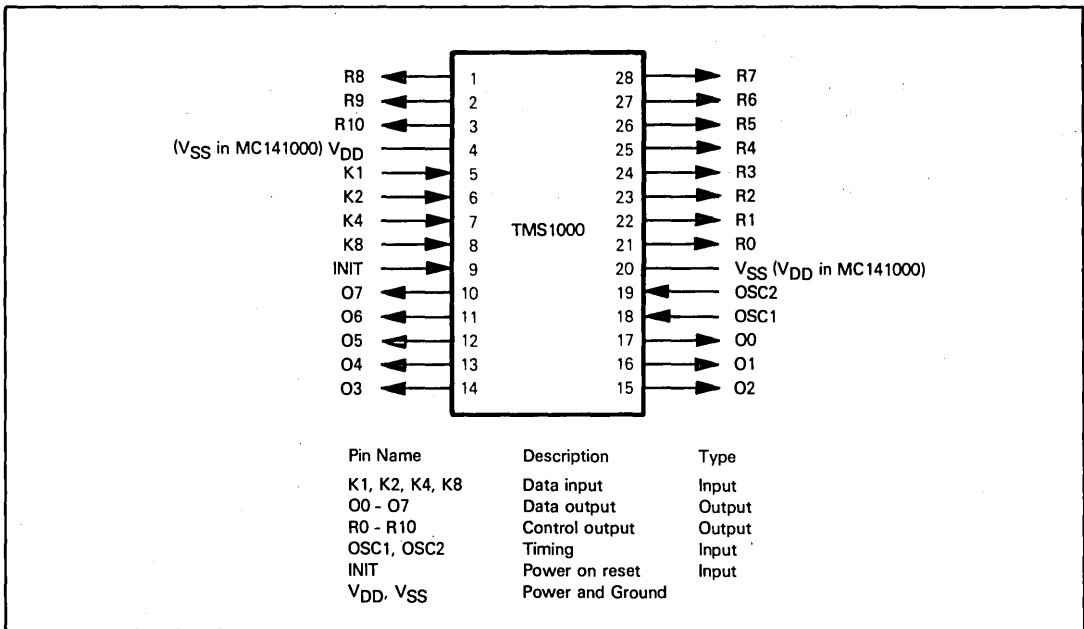 R8 1 28 R7
R9 2 27 R6
R10 3 26 R5
(VSS in MC141000) VDD 4 25 R4
K1 5 24 R3
K2 6 23 R2
K4 7 22 R1
TMS1000
K8 8 21 R0
INIT 9 20 VSS (VDD in MC141000)
O7 10 19 OSC2
O6 11 18 OSC1
O5 12 17 O0
O4 13 16 O1
O3 14 15 O2
Pin Name Description Type
K1, K2, K4, K8 Data input Input
O0 - O7 Data output Output
R0 - R10 Control output Output
OSC1, OSC2 Timing Input
INIT Power on reset Input
VDD, VSS Power and Ground